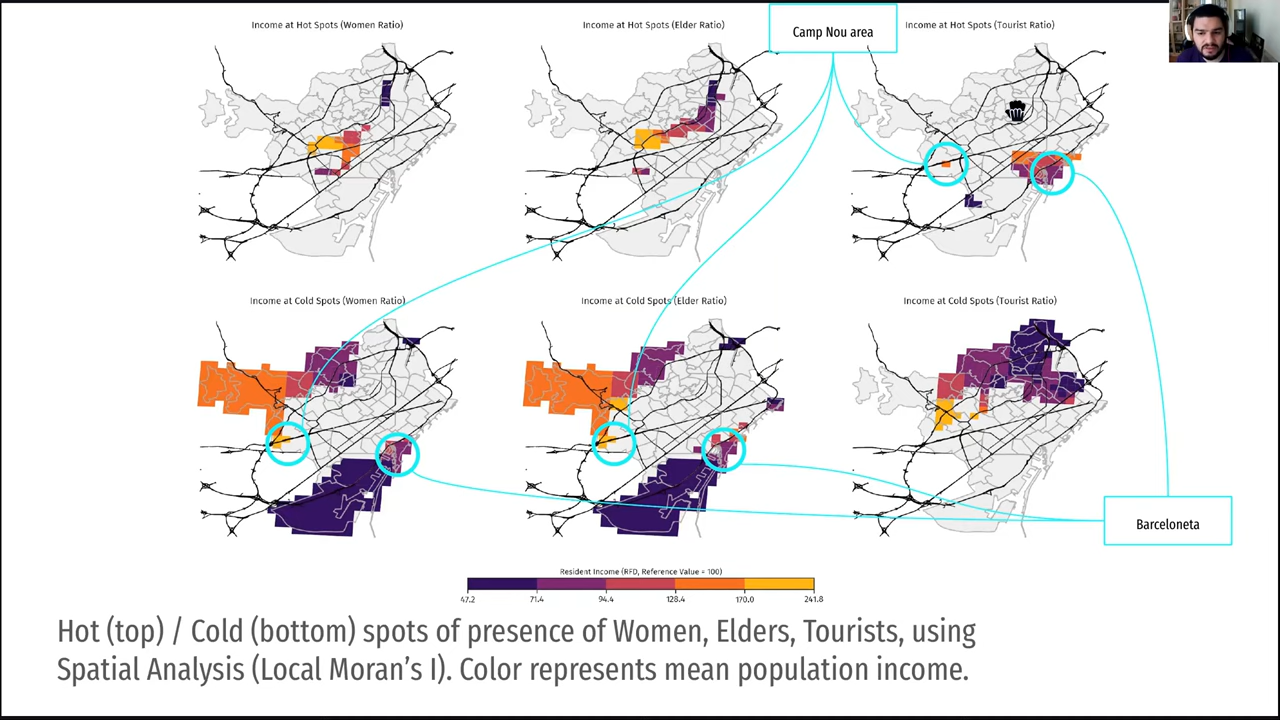 Income at Hot Spots (Women Ratio)
Income at Hot Spots (Elder Ratio)
Camp Nou area
Income at Hot Spots (Tourist Ratio)
Income at Cold Spots (Women Ratio)
Income at Cold Spots (Elder Ratio)
Income at Cold Spots (Tourist Ratio)
Barceloneta
Resident Income (RFD, Reference Value = 100)
47.2 71.4 94.4 128.4 170.0 241.8
Hot (top) / Cold (bottom) spots of presence of Women, Elders, Tourists, using
Spatial Analysis (Local Moran’s I). Color represents mean population income.